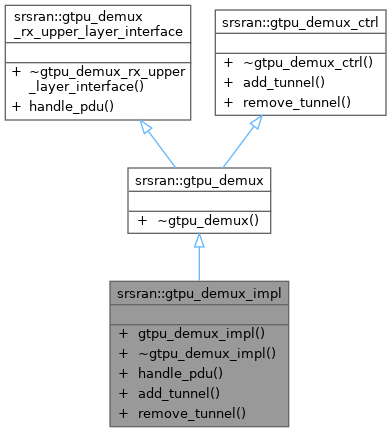 srsran::gtpu_demux
_rx_upper_layer_interface
+ ~gtpu_demux_rx_upper
_layer_interface()
+ handle_pdu()
srsran::gtpu_demux_ctrl
+ ~gtpu_demux_ctrl()
+ add_tunnel()
+ remove_tunnel()
srsran::gtpu_demux
+ ~gtpu_demux()
srsran::gtpu_demux_impl
+ gtpu_demux_impl()
+ ~gtpu_demux_impl()
+ handle_pdu()
+ add_tunnel()
+ remove_tunnel()